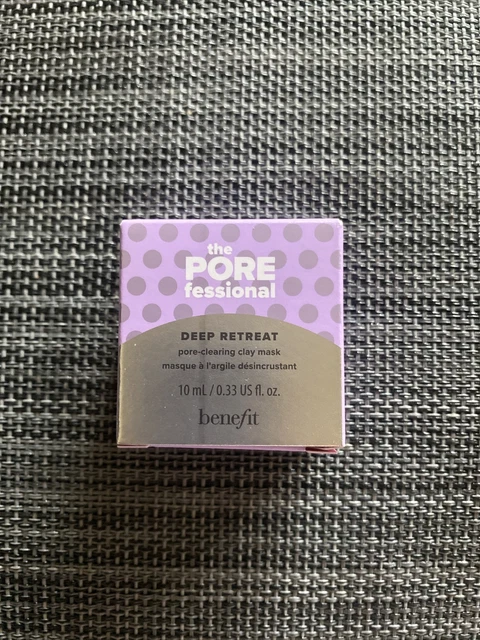 the
PORE
fessional
DEEP RETREAT
pore-clearing clay mask
masque à l'argile désincrustant
10 mL / 0.33 US fl. oz.
benefit